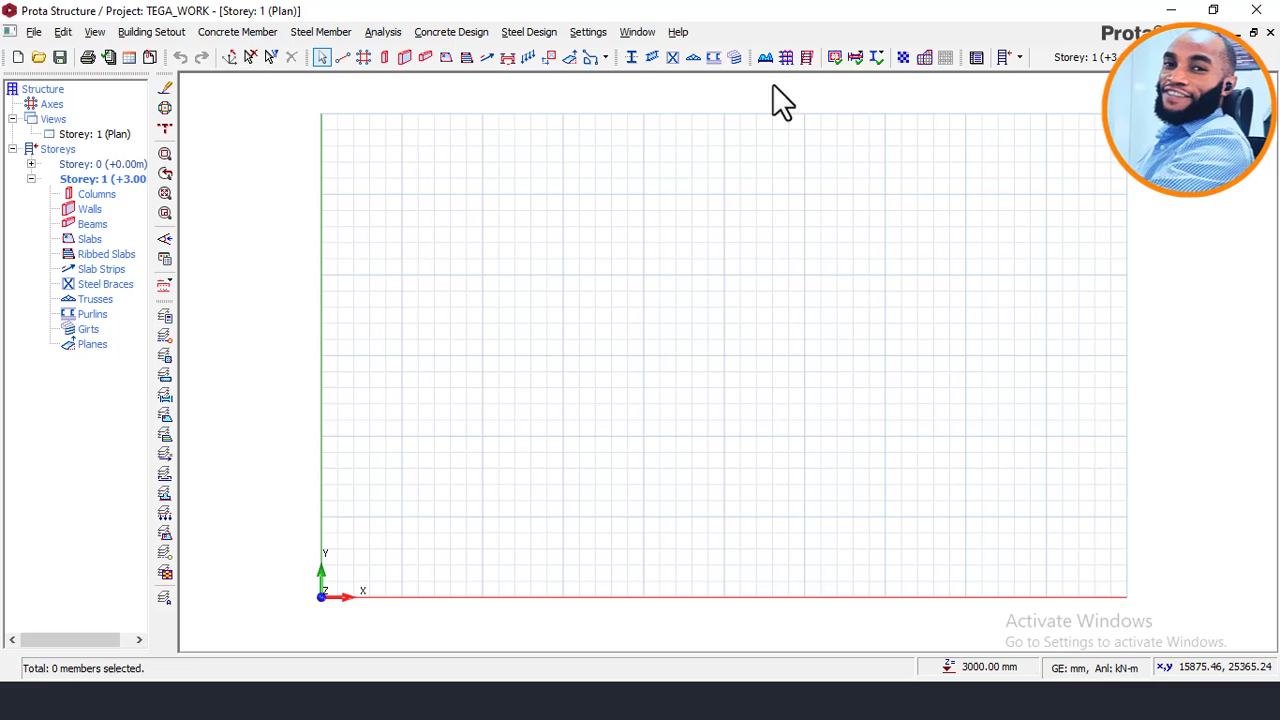 Prota Structure / Project: TEGA_WORK - [Storey: 1 (Plan)]
File Edit View Building Setout Concrete Member Steel Member Analysis Concrete Design Steel Design Settings Window Help
Prota
Storey: 1 (+3.
Structure
Axes
Views
Storey: 1 (Plan)
Storeys
Storey: 0 (+0.00m)
Storey: 1 (+3.00
Columns
Walls
Beams
Slabs
Ribbed Slabs
Slab Strips
Steel Braces
Trusses
Purlins
Girts
Planes
Y
Z X
Activate Windows
Go to Settings to activate Windows.
Total: 0 members selected.
Z= 3000.00 mm
GE: mm, Anl: kN-m
x,y 15875.46, 25365.24